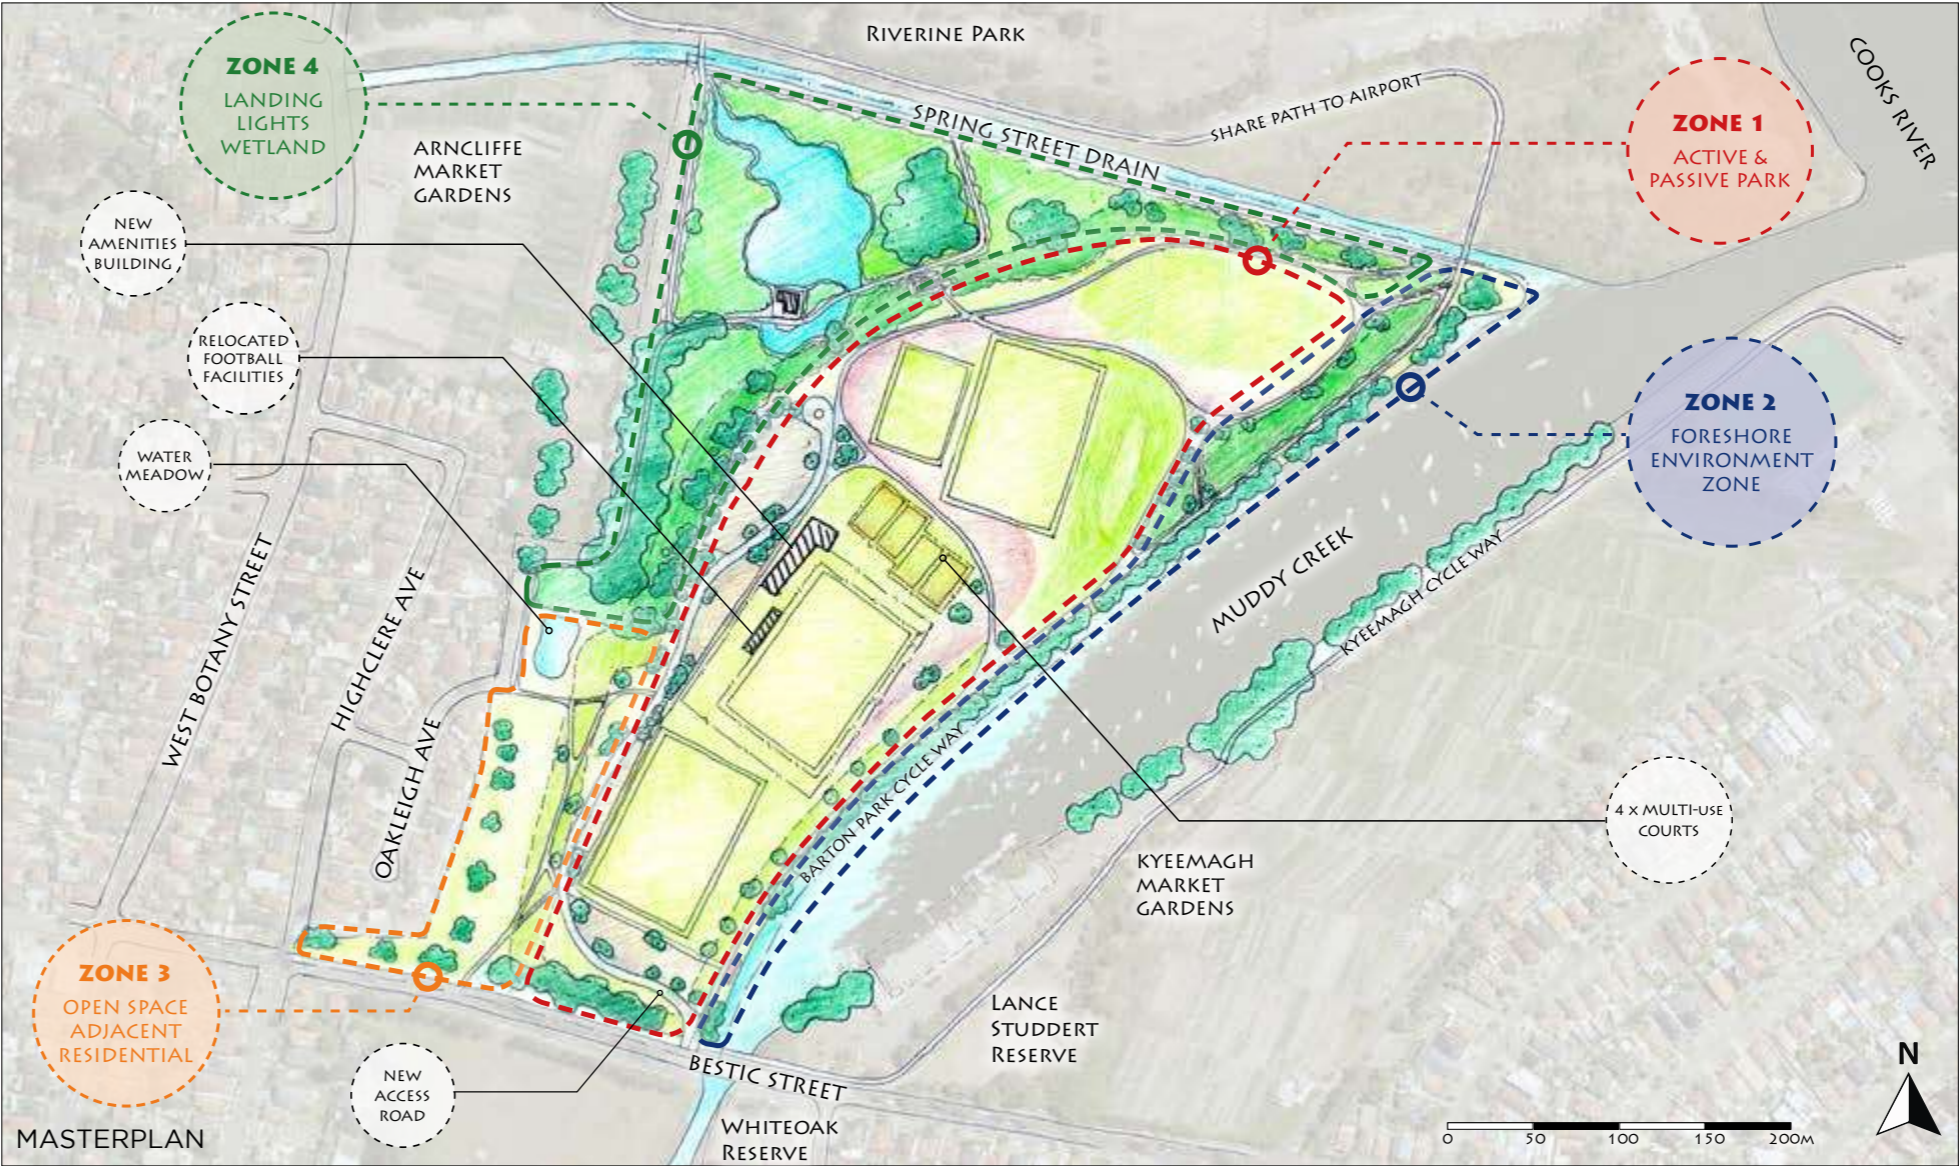 RIVERINE PARK
COOKS RIVER
ZONE 4
LANDING
LIGHTS
WETLAND
ARNCLIFFE
MARKET
GARDENS
SPRING STREET DRAIN
SHARE PATH TO AIRPORT
ZONE 1
ACTIVE &
PASSIVE PARK
NEW
AMENITIES
BUILDING
RELOCATED
FOOTBALL
FACILITIES
WATER
MEADOW
ZONE 2
FORESHORE
ENVIRONMENT
ZONE
WEST BOTANY STREET
HIGHCLERE AVE
OAKLEIGH AVE
MUDDY CREEK
KYEEMAGH CYCLE WAY
BARTON PARK CYCLE WAY
4 X MULTI-USE
COURTS
KYEEMAGH
MARKET
GARDENS
ZONE 3
OPEN SPACE
ADJACENT
RESIDENTIAL
LANCE
STUDDERT
RESERVE
NEW
ACCESS
ROAD
BESTIC STREET
WHITEOAK
RESERVE
MASTERPLAN
N
0 50 100 150 200M